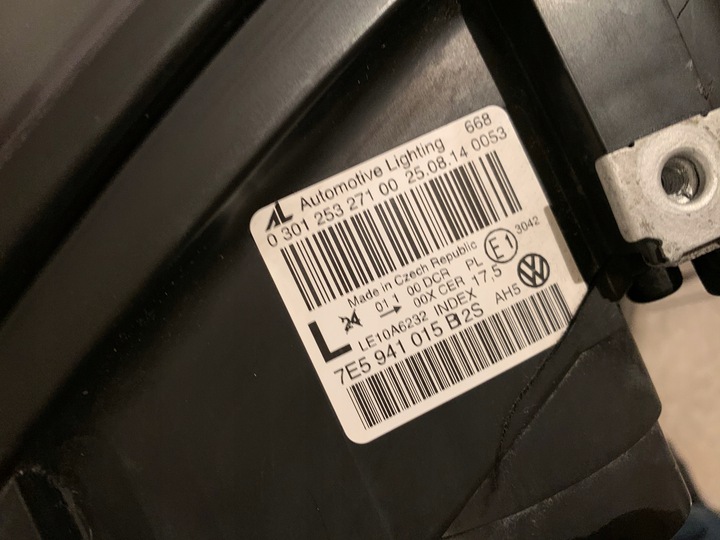 AL Automotive Lighting 668
0 301 253 271 00 25.08.14 0053
Made in Czech Republic
E1 3042
01 1 00 DCR PL
→ 00X CER 17.5
L
LE10A6232 INDEX AH5
7E5 941 015 B 2S
VW